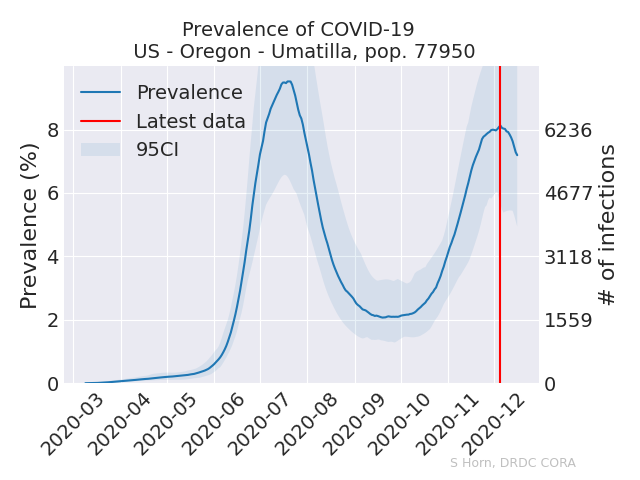 Prevalence of COVID-19
US - Oregon - Umatilla, pop. 77950
Prevalence
Latest data
95CI
Prevalence (%)
8
6
4
2
0
6236
4677
3118
1559
0
# of infections
2020-03
2020-04
2020-05
2020-06
2020-07
2020-08
2020-09
2020-10
2020-11
2020-12
S Horn, DRDC CORA